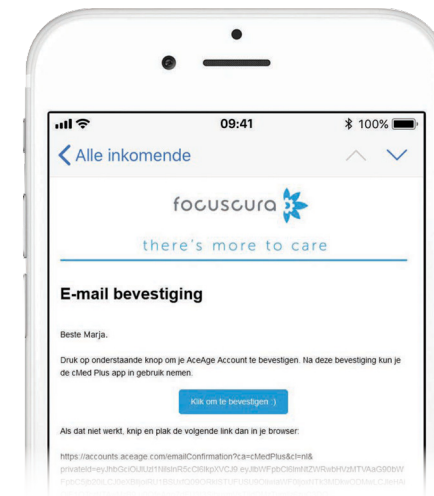 09:41
100%
Alle inkomende
focuscura
there's more to care
E-mail bevestiging
Beste Marja,
Druk op onderstaande knop om je AceAge Account te bevestigen. Na deze bevestiging kun je
de cMed Plus app in gebruik nemen.
Klik om te bevestigen :)
Als dat niet werkt, knip en plak de volgende link dan in je browser:
https://accounts.aceage.com/emailConfirmation?ca=cMedPlus&cl=nl&